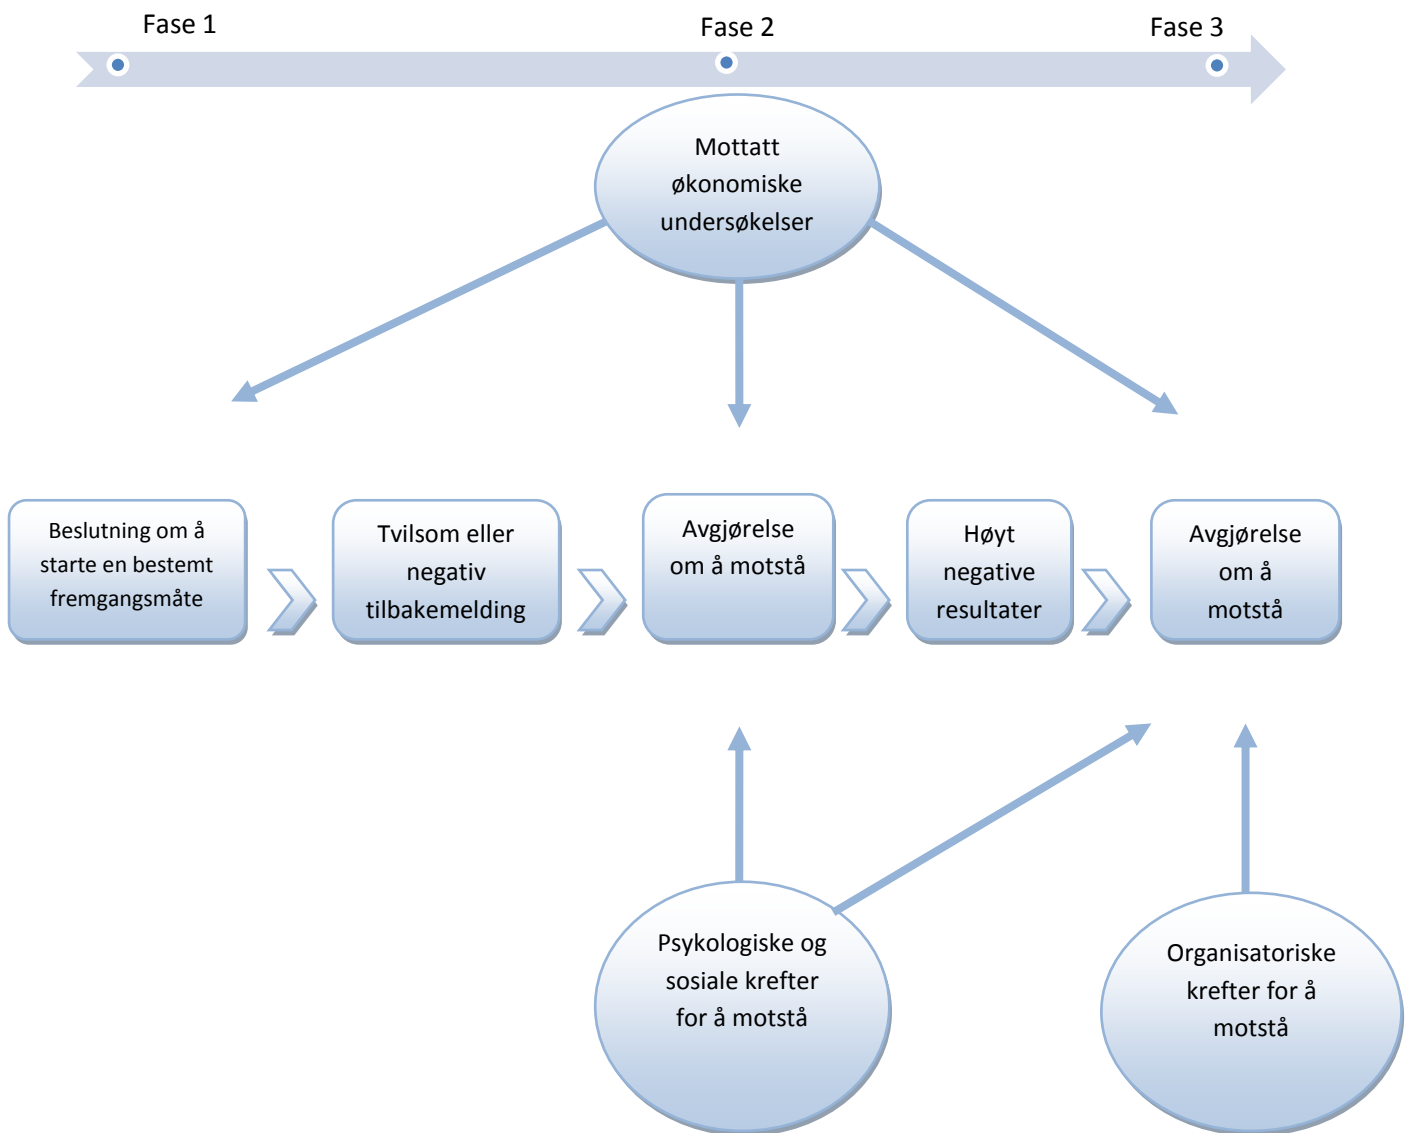 Fase 1
Fase 2
Fase 3
Mottatt
økonomiske
undersøkelser
Beslutning om å
starte en bestemt
fremgangsmåte
Tvilsom eller
negativ
tilbakemelding
Avgjørelse
om å motstå
Høyt
negative
resultater
Avgjørelse
om å
motstå
Psykologiske og
sosiale krefter
for å motstå
Organisatoriske
krefter for å
motstå